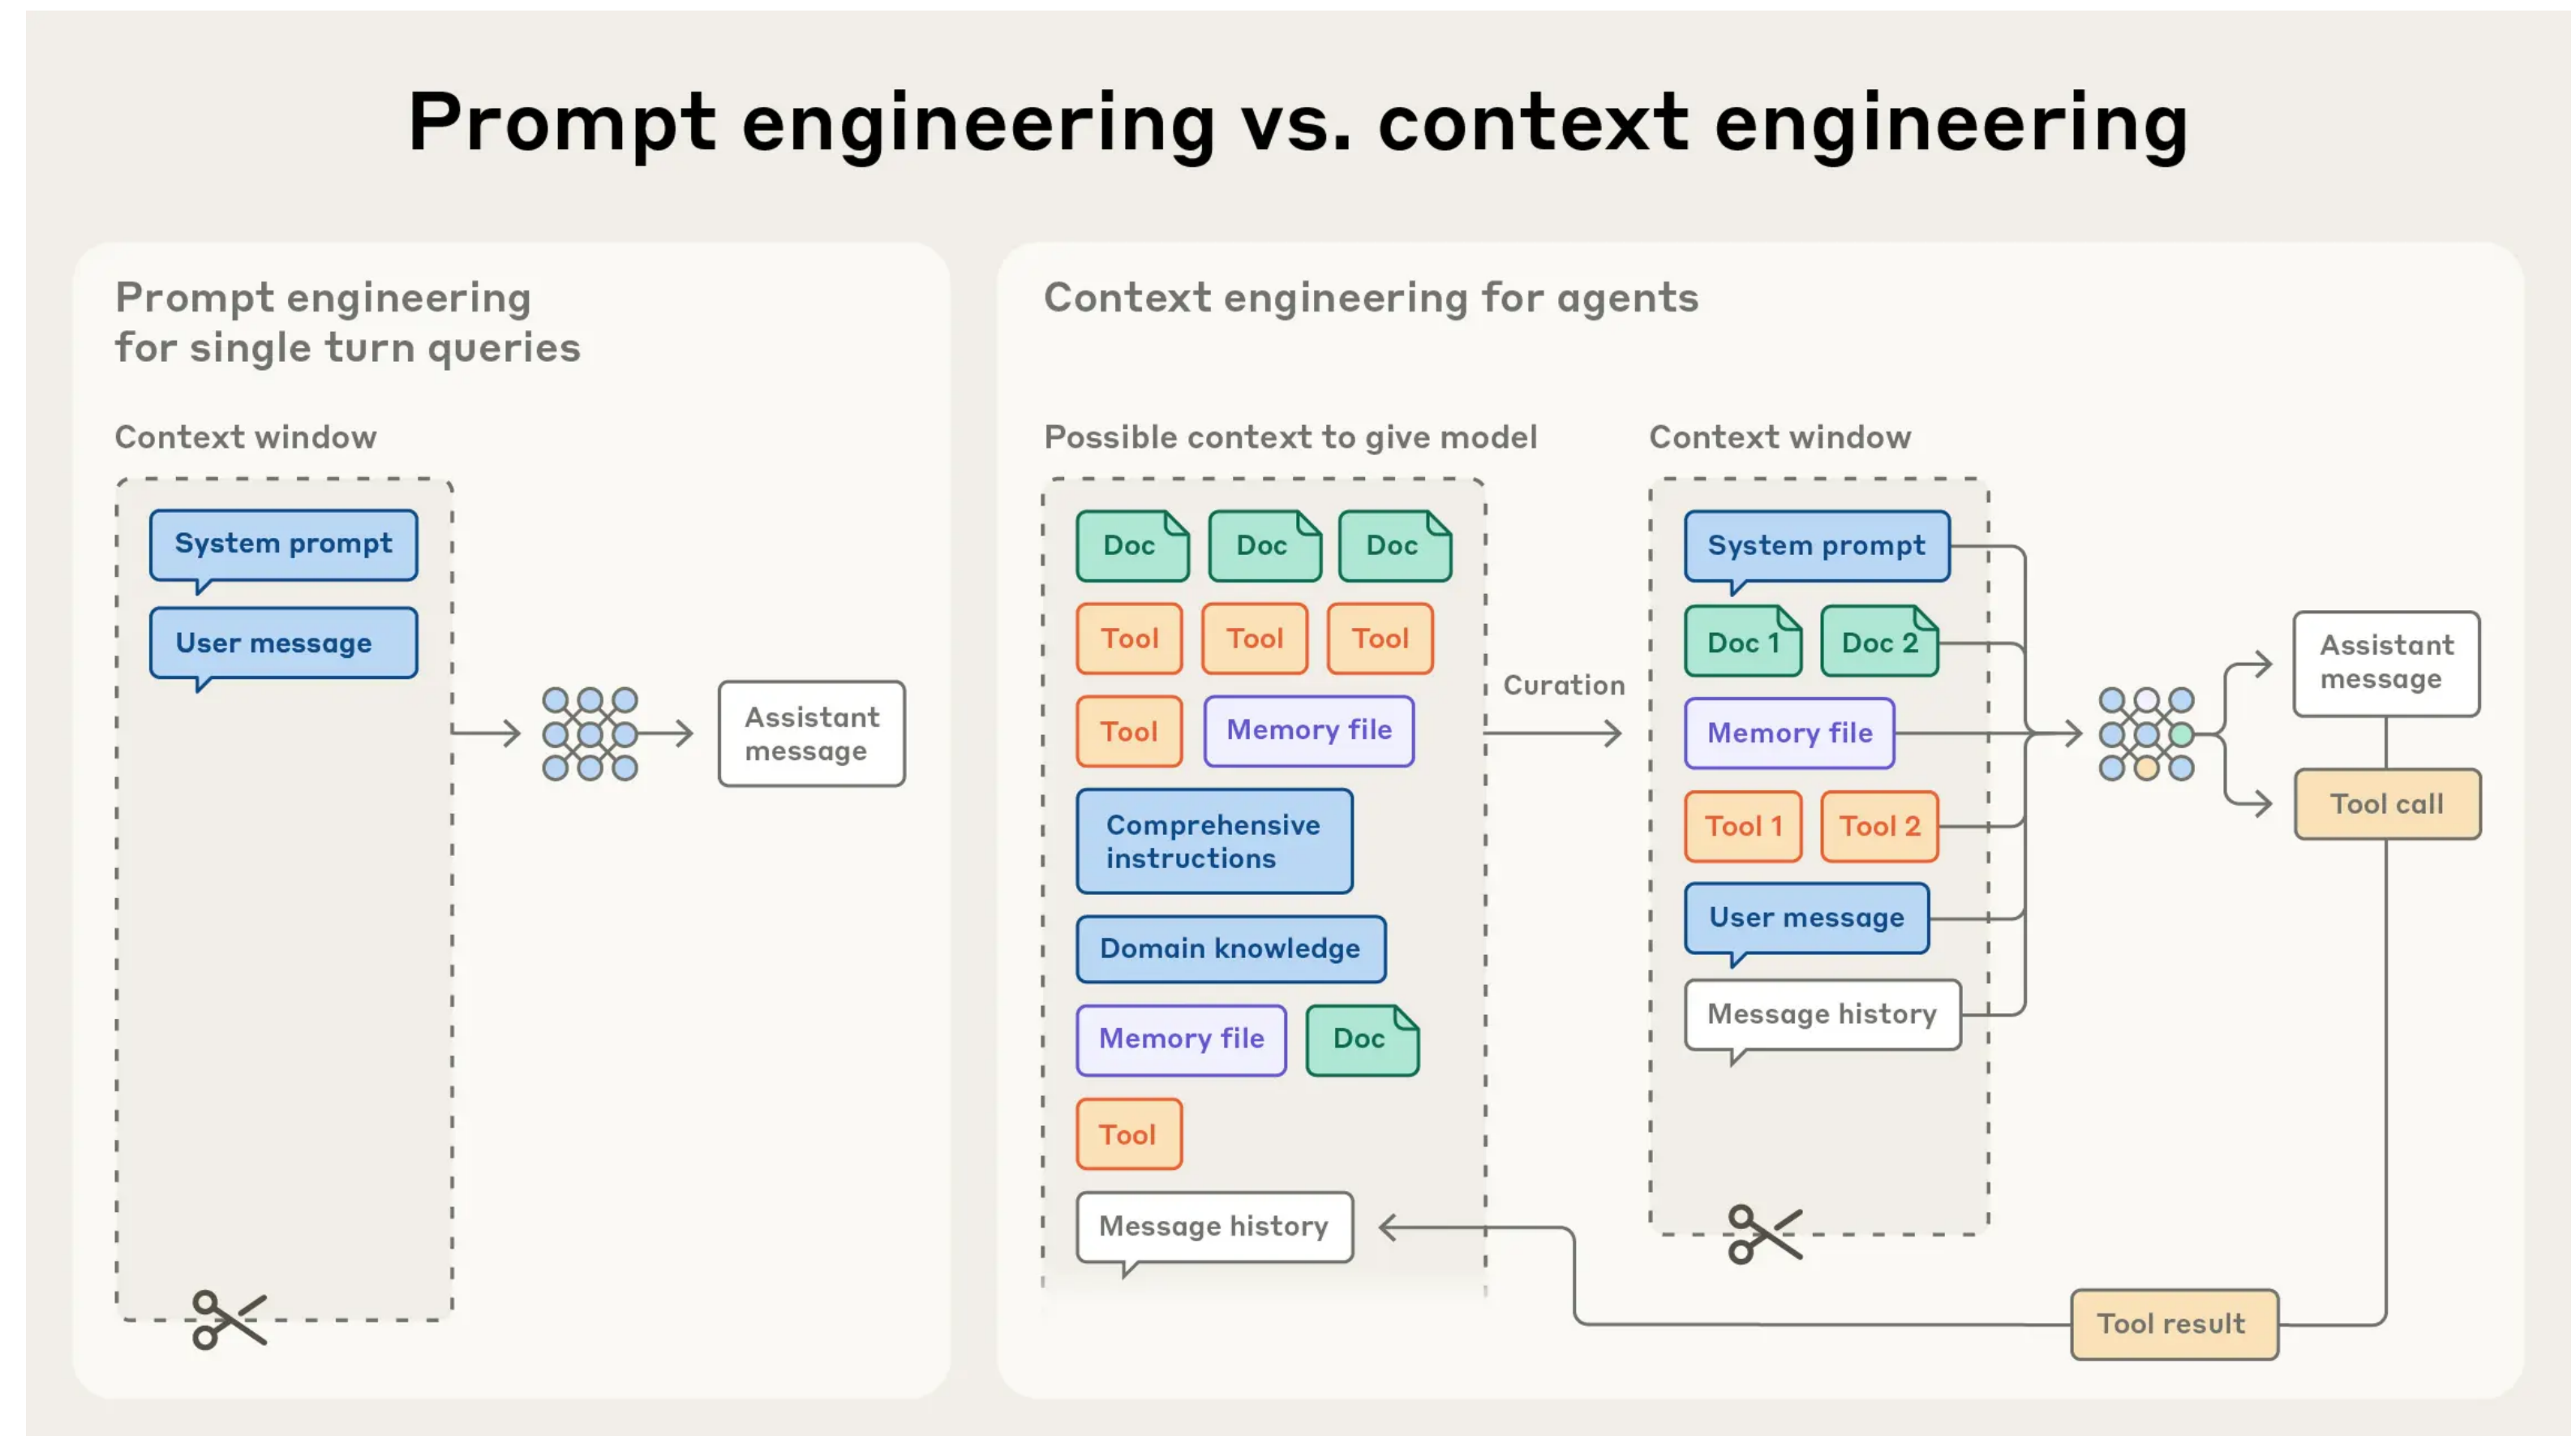 Prompt engineering vs. context engineering
Prompt engineering
for single turn queries
Context window
System prompt
User message
Assistant
message
Context engineering for agents
Possible context to give model
Doc Doc Doc
Tool Tool Tool
Tool Memory file
Comprehensive
instructions
Domain knowledge
Memory file Doc
Tool
Message history
Curation
Context window
System prompt
Doc 1 Doc 2
Memory file
Tool 1 Tool 2
User message
Message history
Assistant
message
Tool call
Tool result